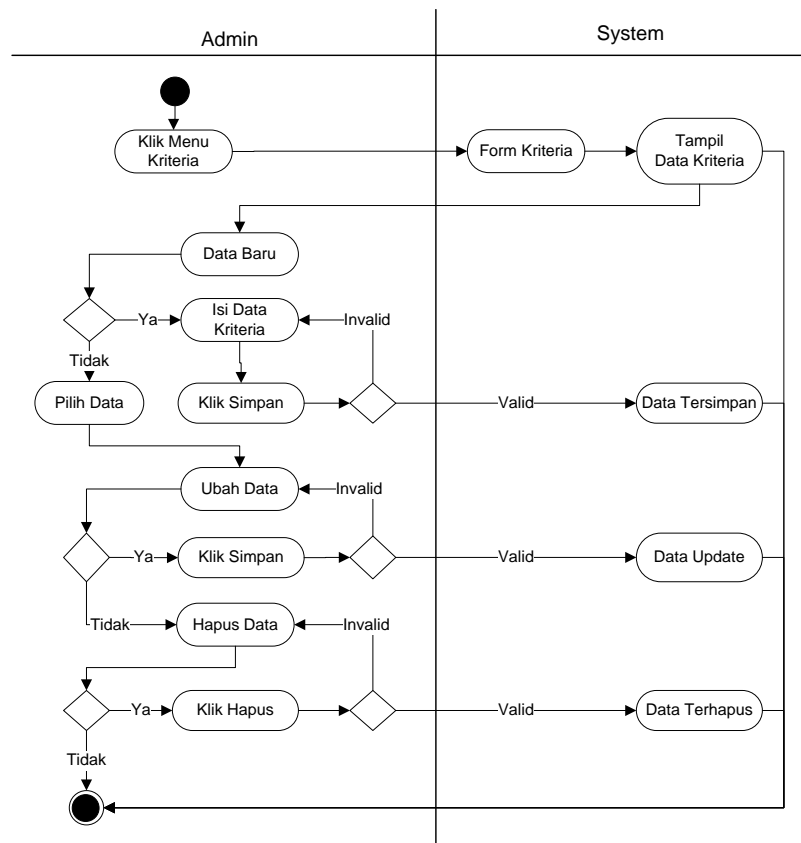 Admin
System
Klik Menu
Kriteria
Form Kriteria
Tampil
Data Kriteria
Data Baru
Ya
Isi Data
Kriteria
Invalid
Tidak
Pilih Data
Klik Simpan
Valid
Data Tersimpan
Ubah Data
Invalid
Ya
Klik Simpan
Valid
Data Update
Tidak
Hapus Data
Invalid
Ya
Klik Hapus
Valid
Data Terhapus
Tidak